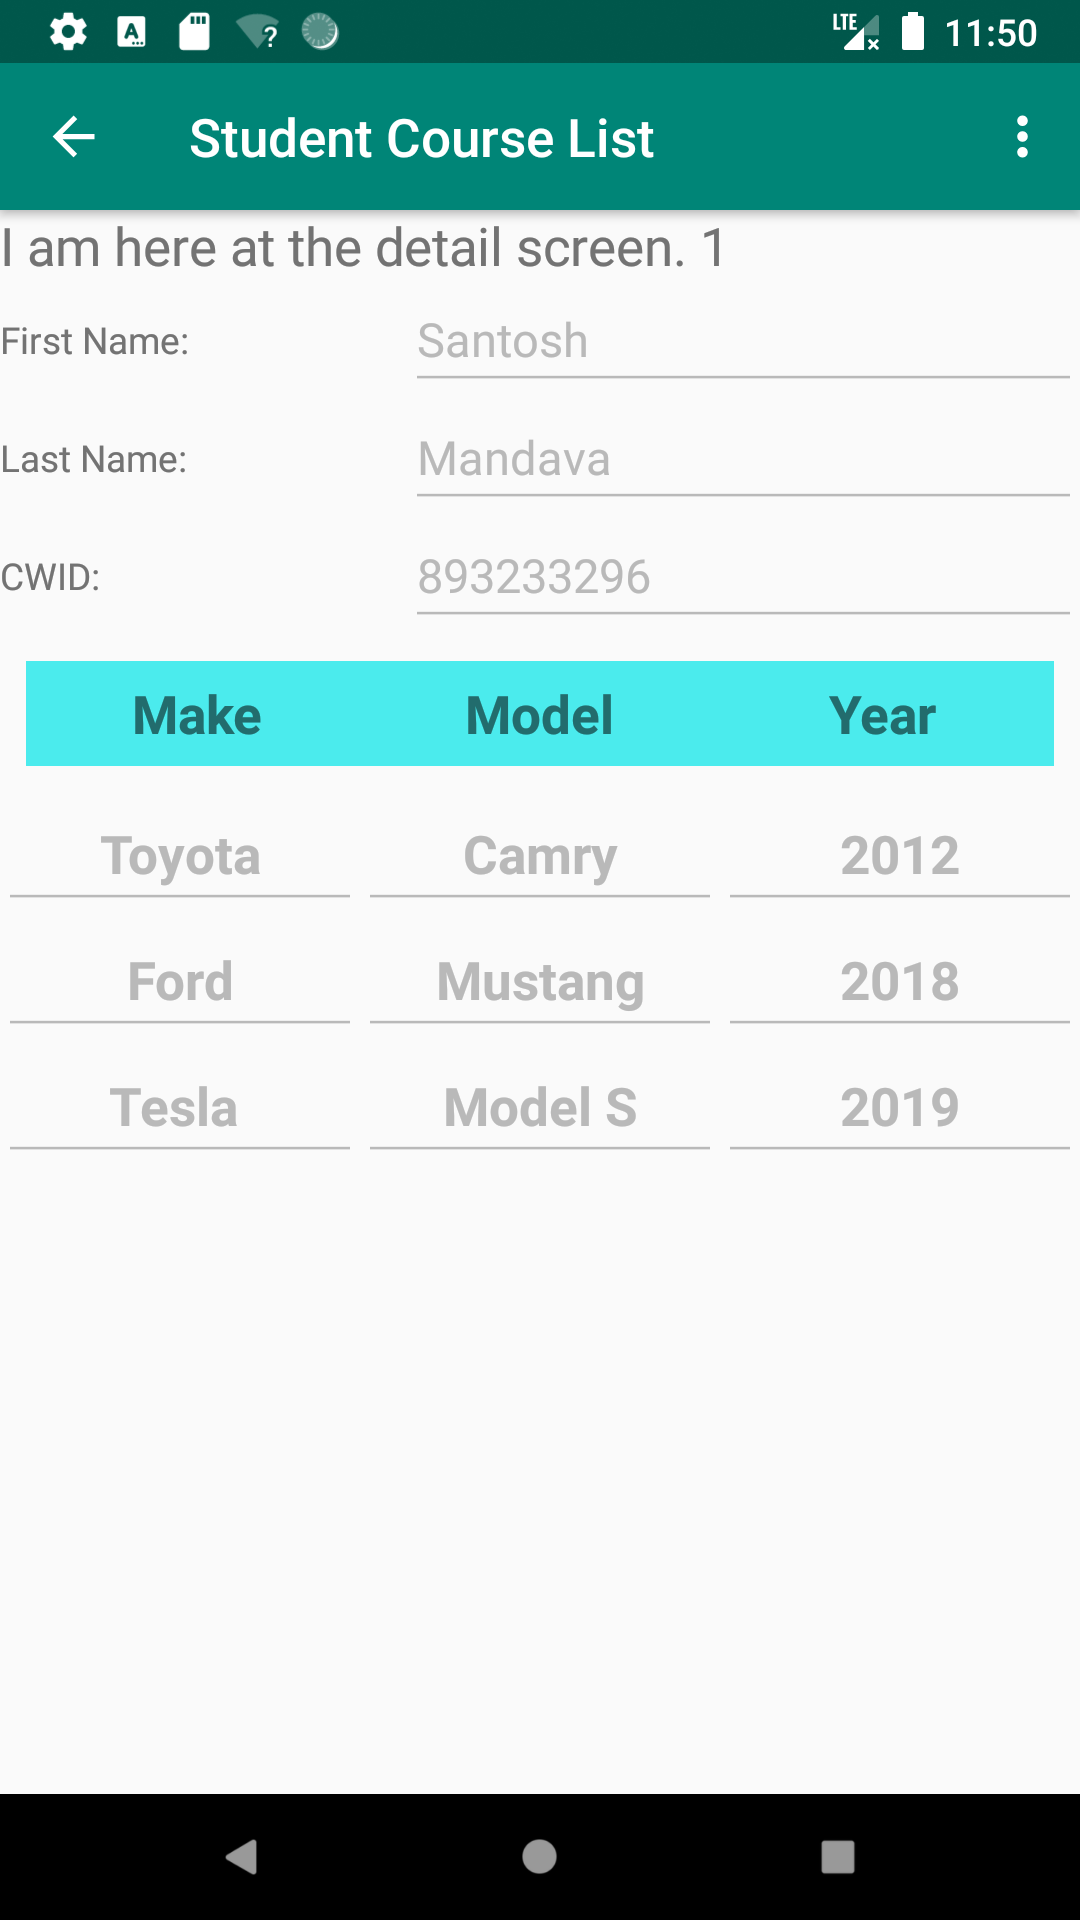 LTE 11:50
Student Course List
I am here at the detail screen. 1
First Name: Santosh
Last Name: Mandava
CWID: 893233296
Make Model Year
Toyota Camry 2012
Ford Mustang 2018
Tesla Model S 2019